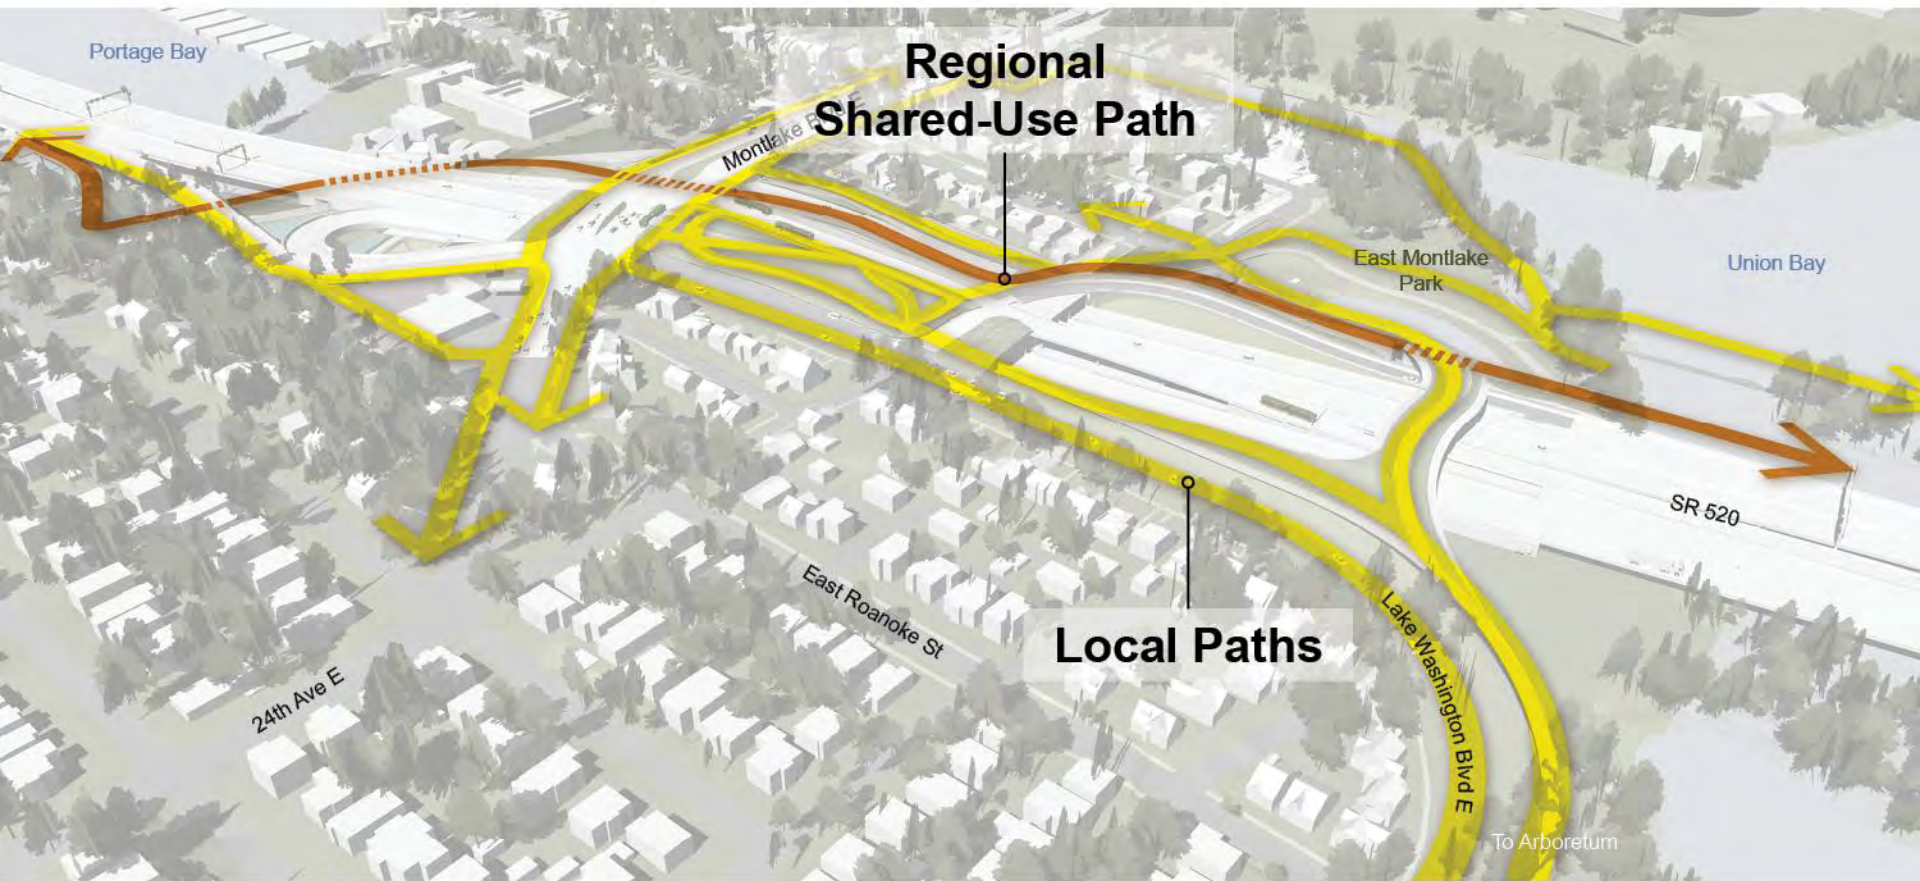 Portage Bay
Regional
Shared-Use Path
Montlake B E
East Montlake
Park
Union Bay
SR 520
East Roanoke St
Local Paths
Lake Washington Blvd E
24th Ave E
To Arboretum